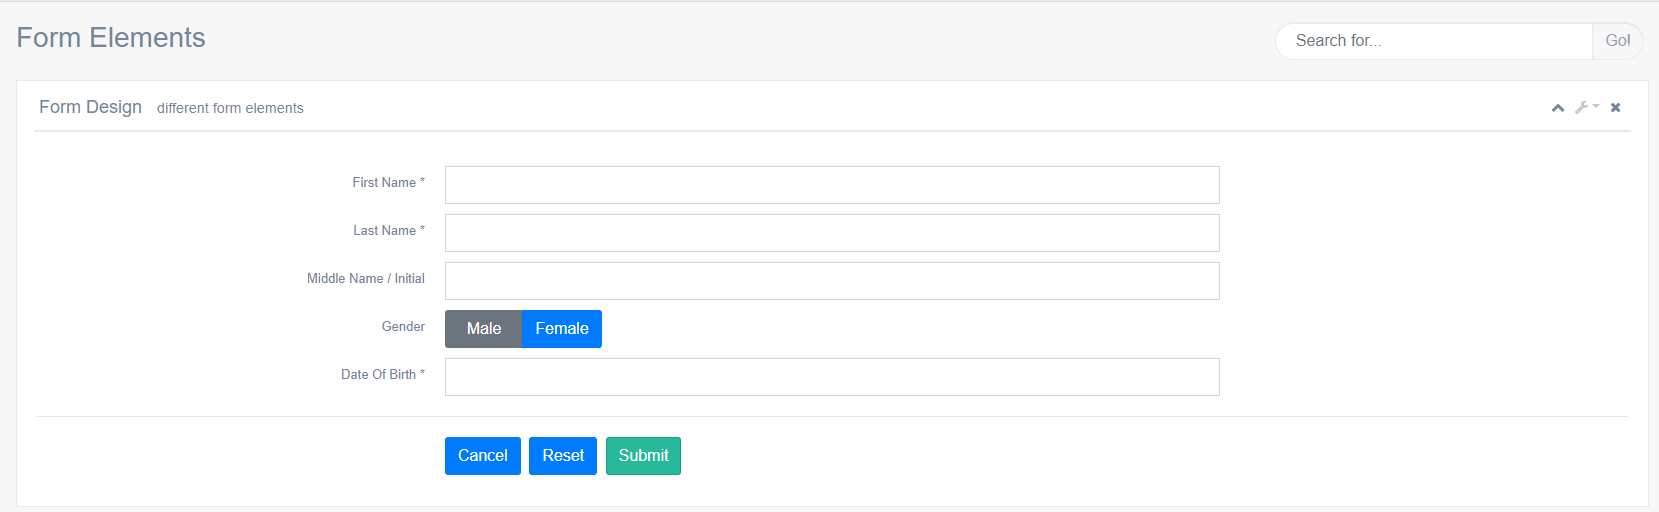 Form Elements
Search for... Go!
Form Design different form elements
First Name *
Last Name *
Middle Name / Initial
Gender Male Female
Date Of Birth *
Cancel Reset Submit